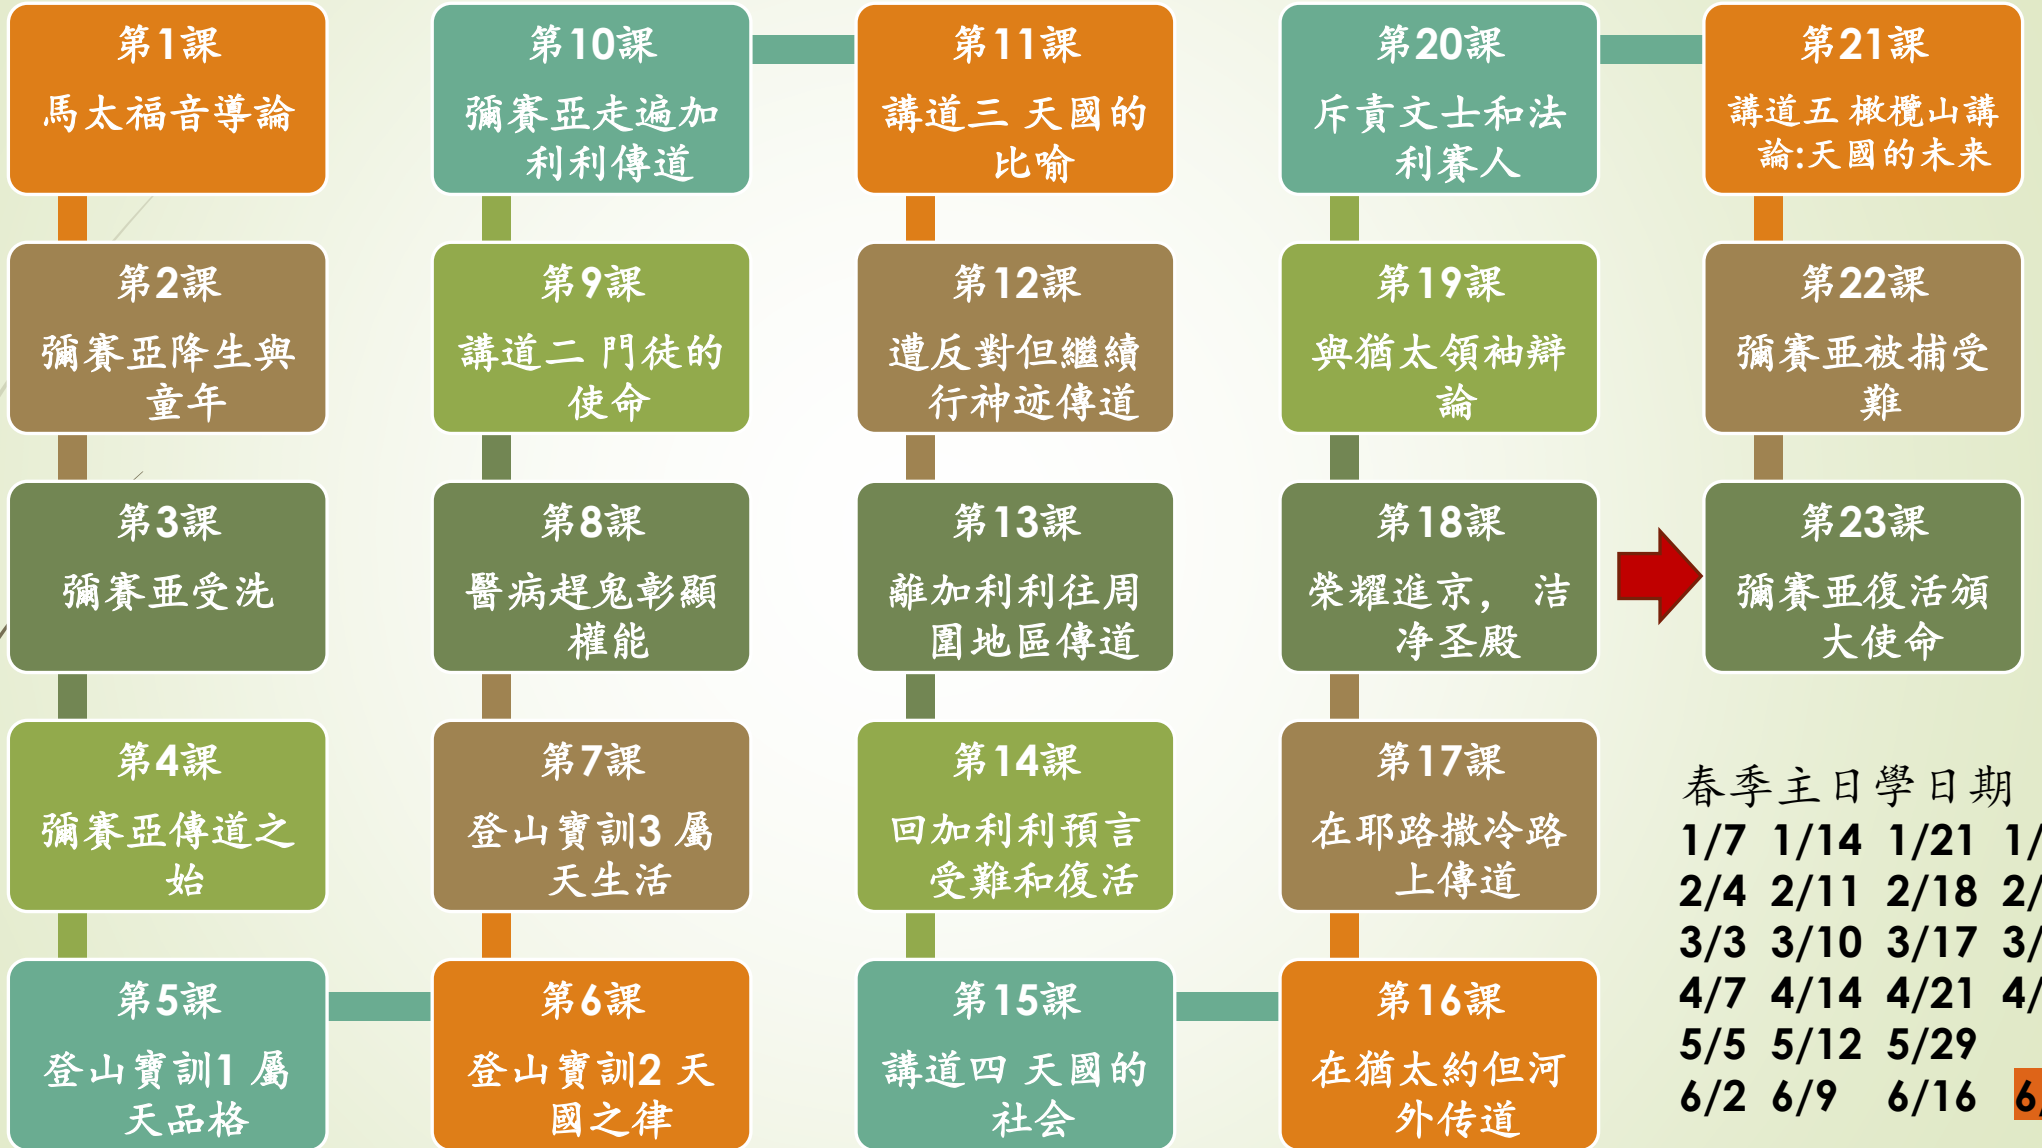 第1課
馬太福音導論
第2課
彌賽亞降生與
童年
第3課
彌賽亚受洗
第4課
彌賽亞傳道之
始
第5課
登山寶訓1 屬
天品格
第6課
登山寶訓2 天
國之律
第7課
登山寶訓3 屬
天生活
第8課
醫病趕鬼彰顯
權能
第9課
講道二 門徒的
使命
第10課
彌賽亞走遍加
利利傳道
第11課
講道三 天國的
比喻
第12課
遭反對但繼續
行神迹傳道
第13課
離加利利往周
圍地區傳道
第14課
回加利利預言
受難和復活
第15課
講道四 天國的
社会
第16課
在猶太約但河
外传道
第17課
在耶路撒冷路
上傳道
第18課
榮耀進京， 洁
净圣殿
第19課
與猶太領袖辯
論
第20課
斥責文士和法
利賽人
第21課
講道五 橄欖山講
論:天國的未来
第22課
彌賽亚被捕受
難
第23課
彌賽亚復活頒
大使命
春季主日學日期
1/7 1/14 1/21 1/
2/4 2/11 2/18 2/
3/3 3/10 3/17 3/
4/7 4/14 4/21 4/
5/5 5/12 5/29
6/2 6/9 6/16 6/